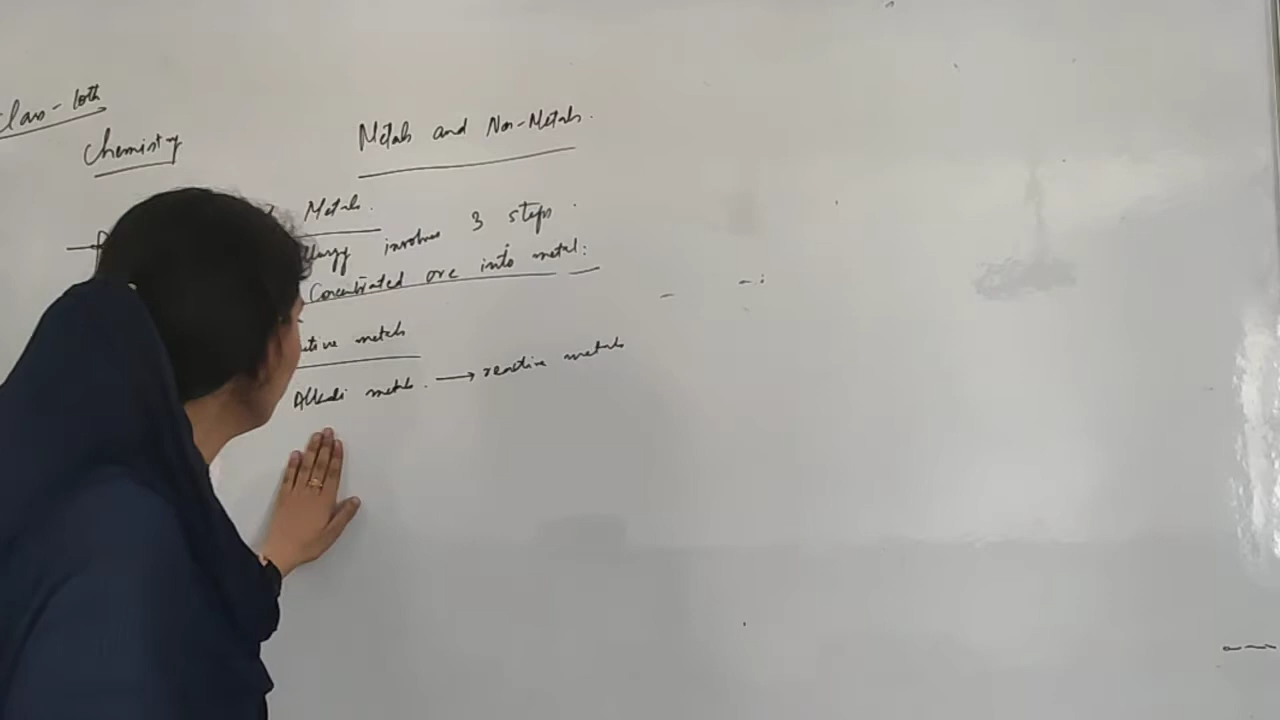 Class - 10th
Chemistry
Metals and Non-Metals.
Metals.
involves 3 steps.
Concentrated ore into metal:
metals
Alkali metals. → reactive metals